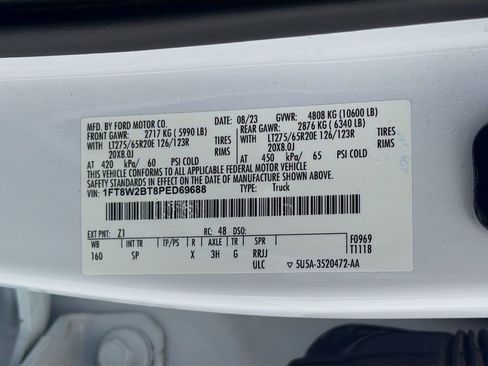 MFD. BY FORD MOTOR CO. 08/23 GVWR: 4808 KG (10600 LB)
FRONT GAWR: 2717 KG (5990 LB) REAR GAWR: 2876 KG (6340 LB)
LT275/65R20E 126/123R TIRES LT275/65R20E 126/123R TIRES
20X8.0J RIMS 20X8.0J RIMS
AT 420 kPa/ 60 PSI COLD AT 450 kPa/ 65 PSI COLD
THIS VEHICLE CONFORMS TO ALL APPLICABLE FEDERAL MOTOR VEHICLE
SAFETY AND THEFT PREVENTION STANDARDS IN EFFECT ON THE DATE OF MANUFACTURE SHOWN ABOVE.
VIN: 1FT8W2BT8PED69688 TYPE: Truck
EXT PNT: Z1 RC: 48 DSO:
WB INT TR TP/PS R AXLE TR SPR F0969
160 SP X 3H G RRJJ T1118
ULC ▽ 5U5A-3520472-AA